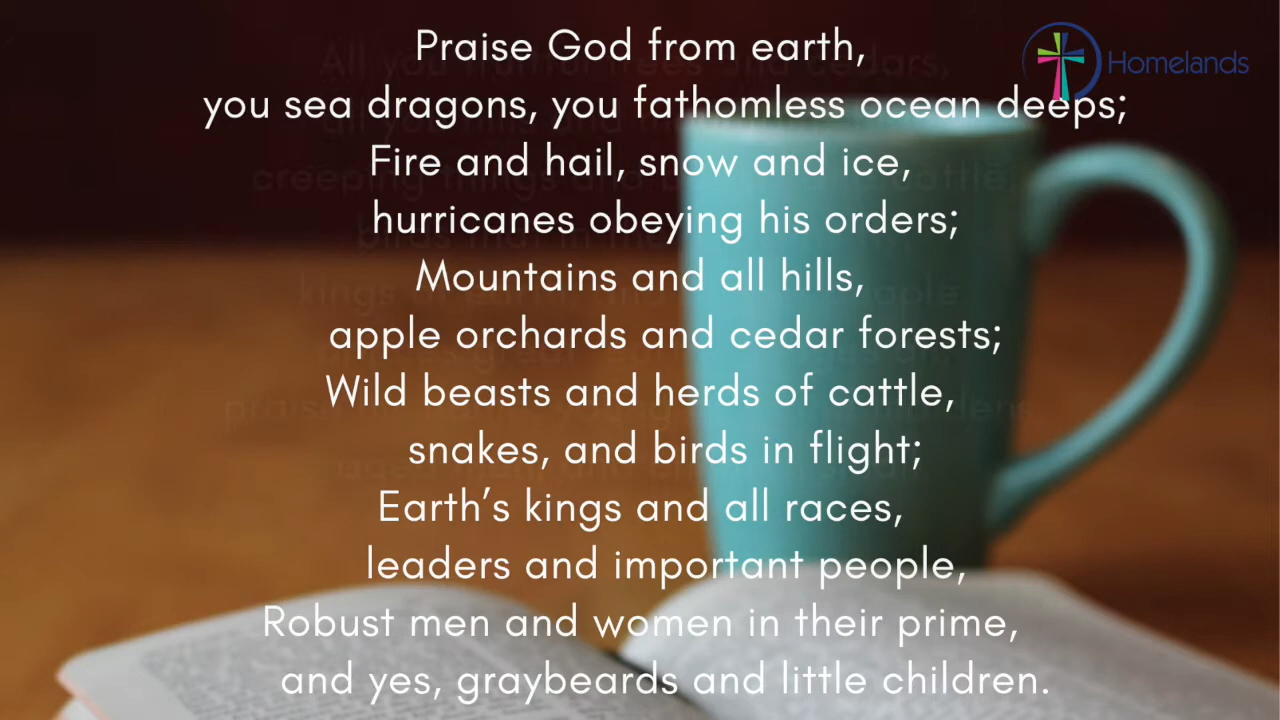 Praise God from earth,
Homelands
you sea dragons, you fathomless ocean deeps;
Fire and hail, snow and ice,
hurricanes obeying his orders;
Mountains and all hills,
apple orchards and cedar forests;
Wild beasts and herds of cattle,
snakes, and birds in flight;
Earth’s kings and all races,
leaders and important people,
Robust men and women in their prime,
and yes, graybeards and little children.